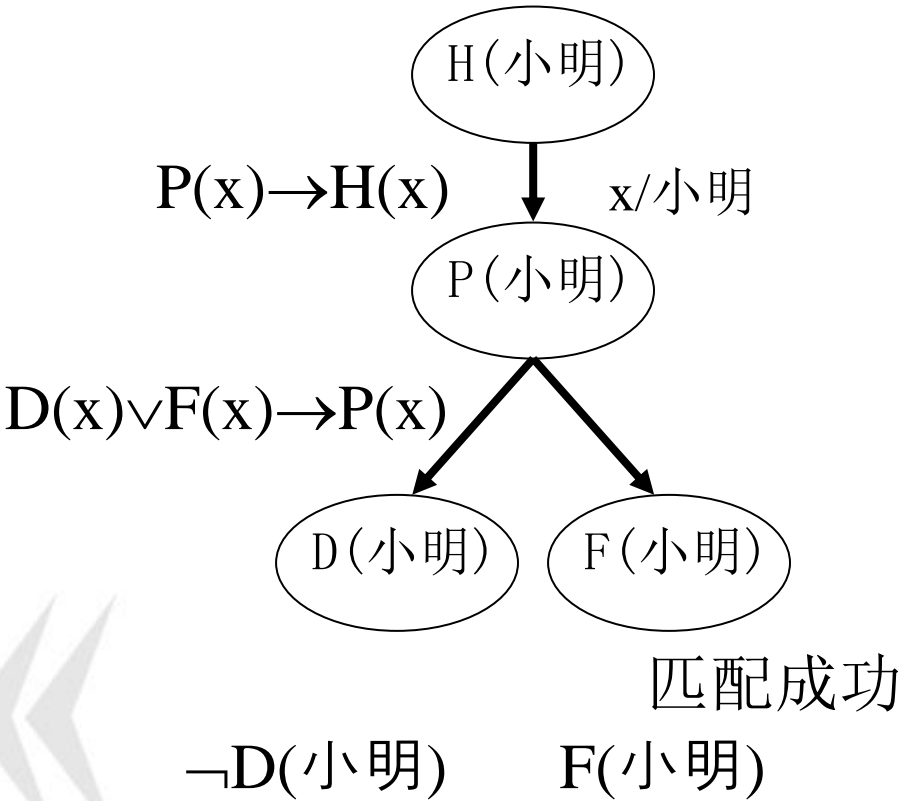 H(小明)
P(x)→H(x) x/小明
P(小明)
D(x)∨F(x)→P(x)
D(小明) F(小明)
匹配成功
¬D(小明) F(小明)